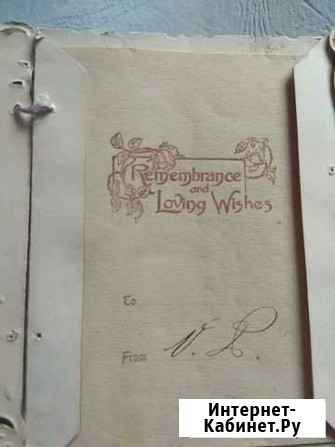 Remembrance
and
Loving Wishes
To
From V. L.
Интернет-
Кабинет.Ру